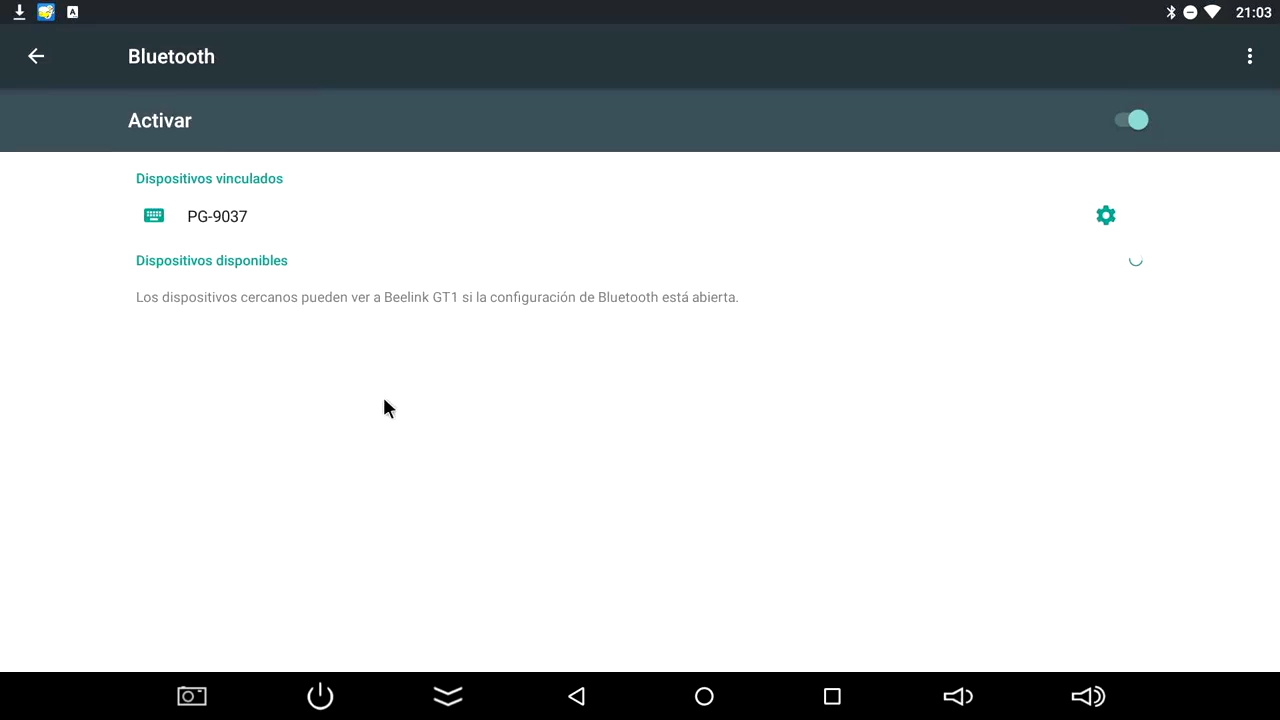 21:03
Bluetooth
Activar
Dispositivos vinculados
PG-9037
Dispositivos disponibles
Los dispositivos cercanos pueden ver a Beelink GT1 si la configuración de Bluetooth está abierta.